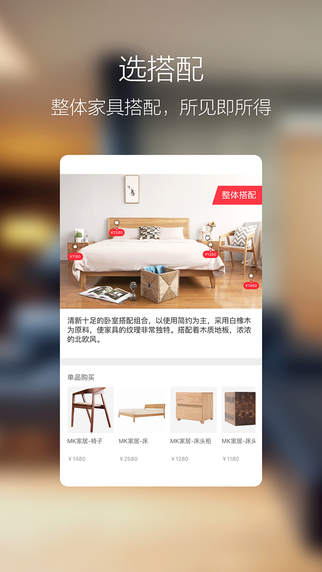 选搭配
整体家具搭配，所见即所得
整体搭配
¥2580
¥1180
¥1280
¥1480
清新十足的卧室搭配组合，以使用简约为主，采用白橡木
为原料，使家具的纹理非常独特。搭配着木质地板，浓浓
的北欧风。
单品购买
MK家居-椅子
MK家居-床
MK家居-床头柜
MK家居-床头
￥1480
￥2580
￥1280
￥1180